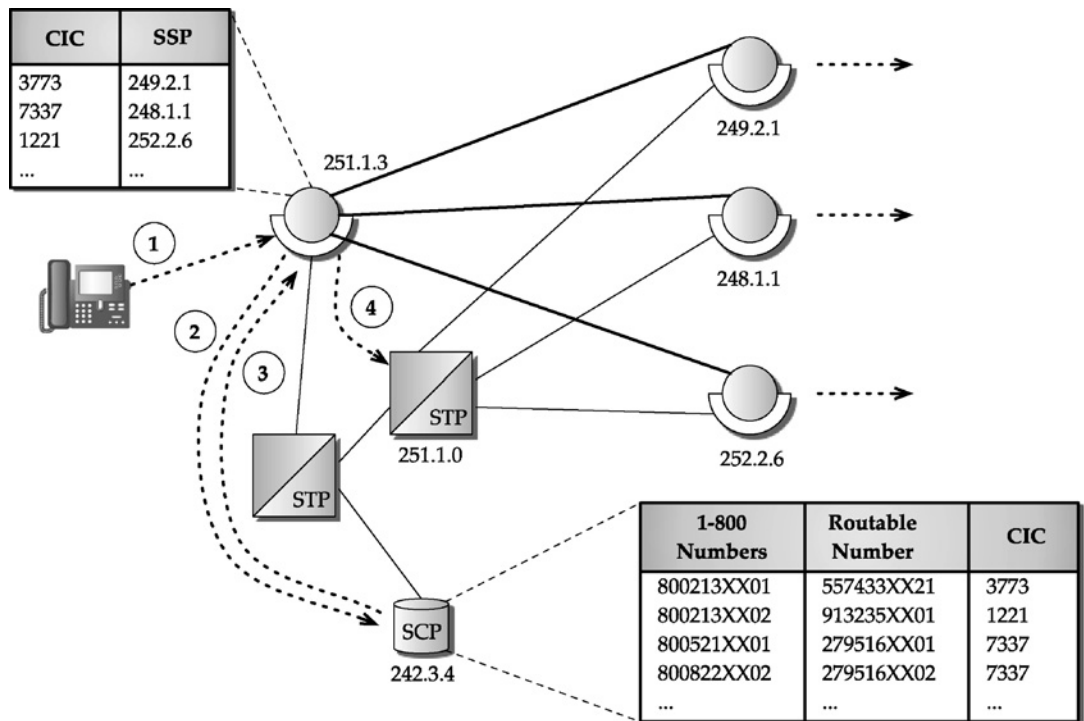 CIC SSP
3773 249.2.1
7337 248.1.1
1221 252.2.6
... ...
251.1.3
249.2.1
1
248.1.1
2
4
3
STP
251.1.0
252.2.6
STP
1-800 Numbers Routable Number CIC
800213XX01 557433XX21 3773
800213XX02 913235XX01 1221
800521XX01 279516XX01 7337
800822XX02 279516XX02 7337
... ... ...
SCP
242.3.4